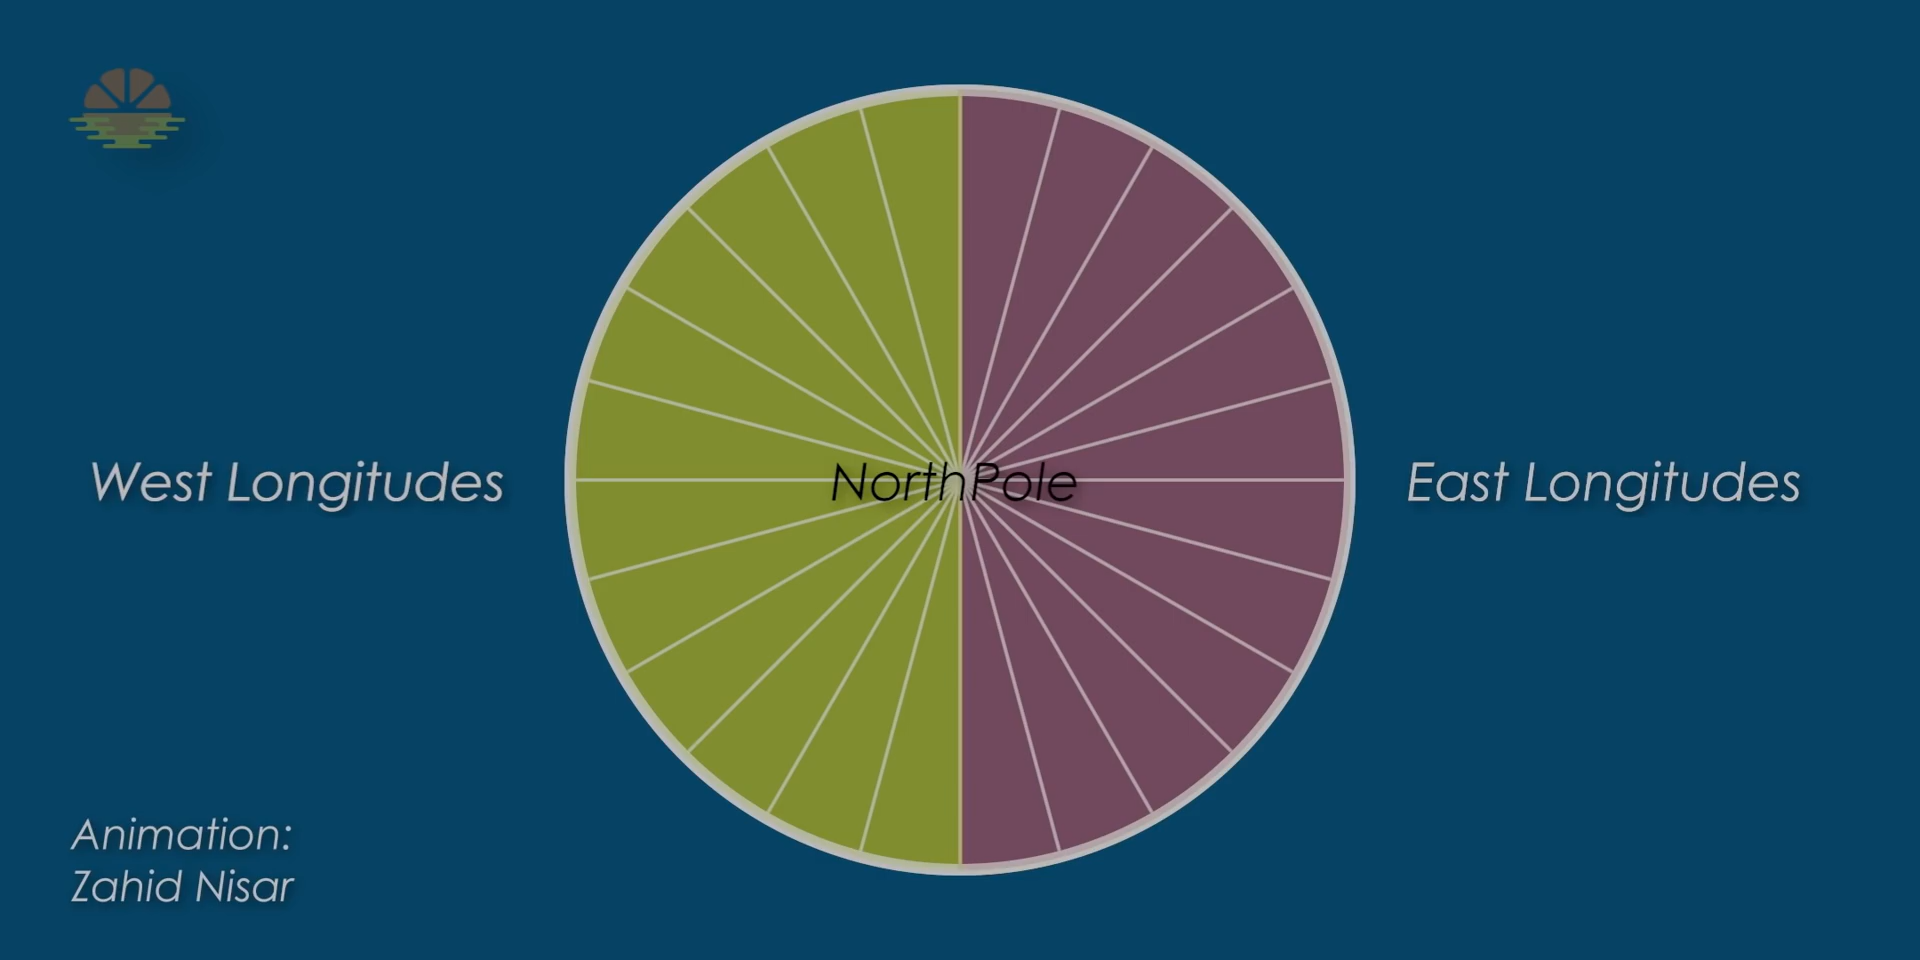 West Longitudes
NorthPole
East Longitudes
Animation:
Zahid Nisar